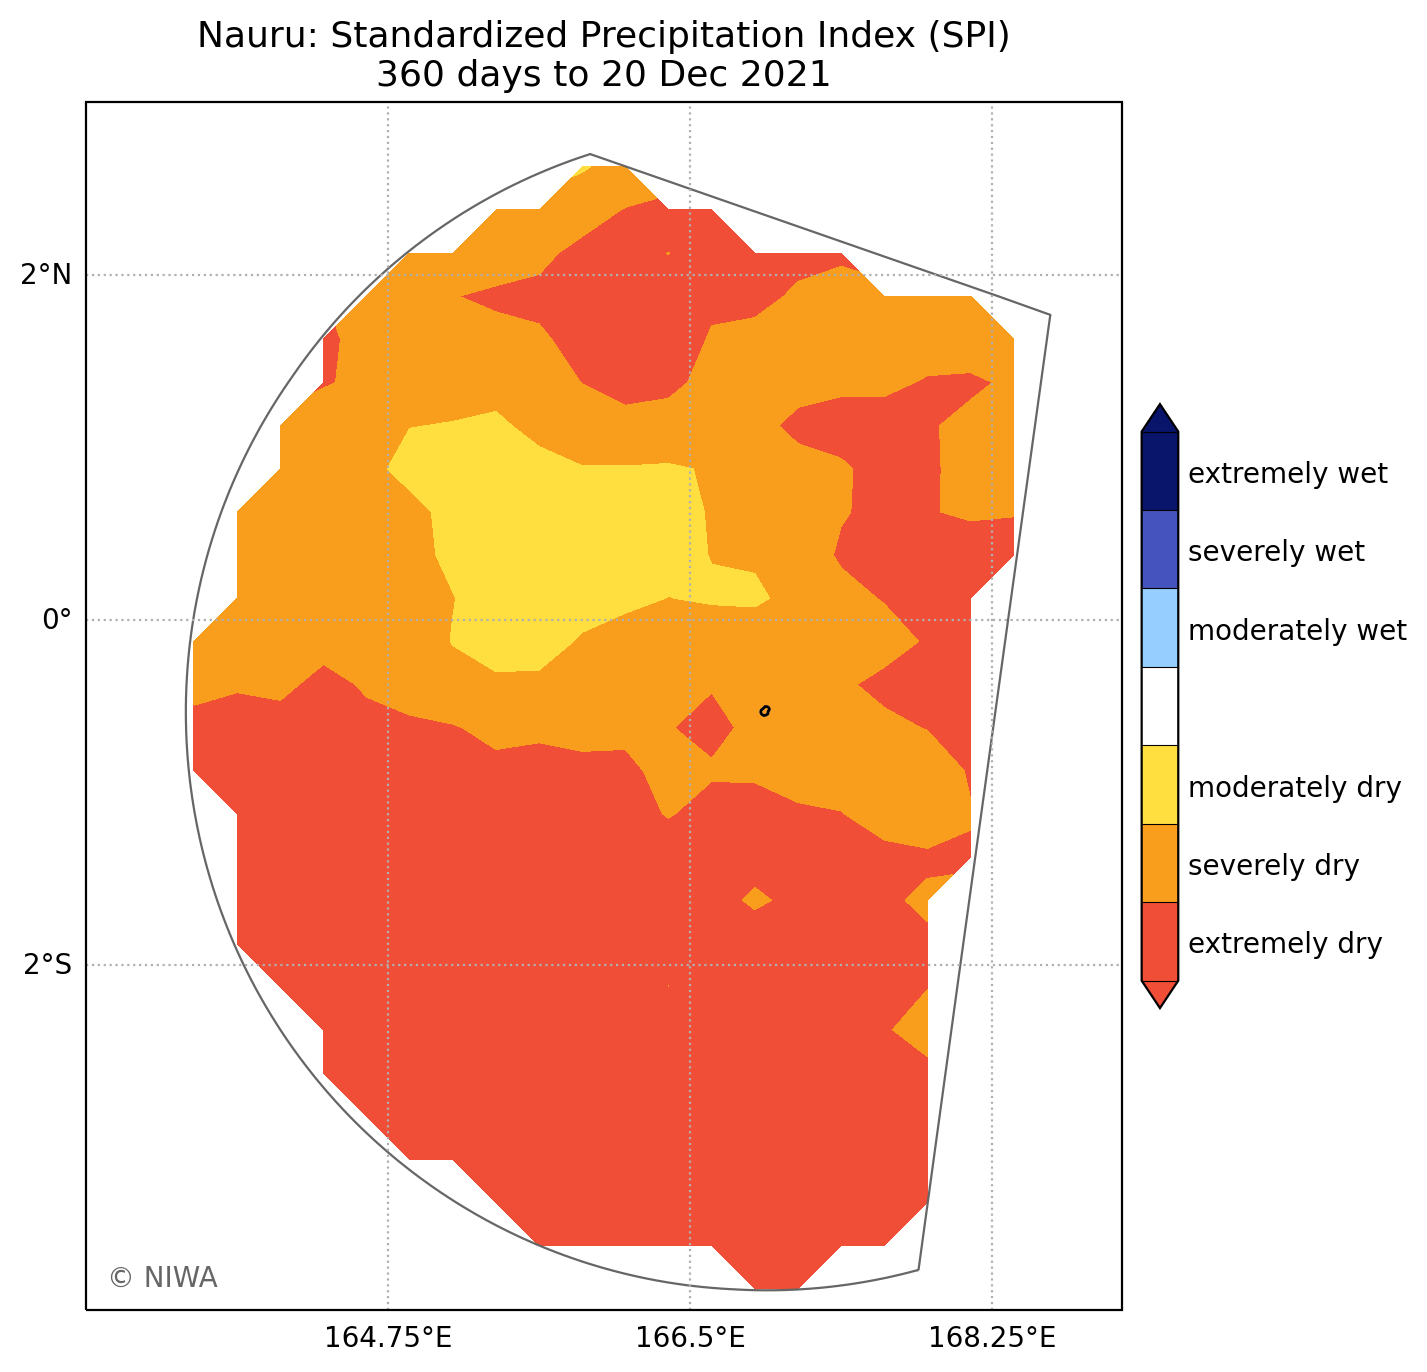 Nauru: Standardized Precipitation Index (SPI)
360 days to 20 Dec 2021
2°N
0°
2°S
164.75°E
166.5°E
168.25°E
© NIWA
extremely wet
severely wet
moderately wet
moderately dry
severely dry
extremely dry